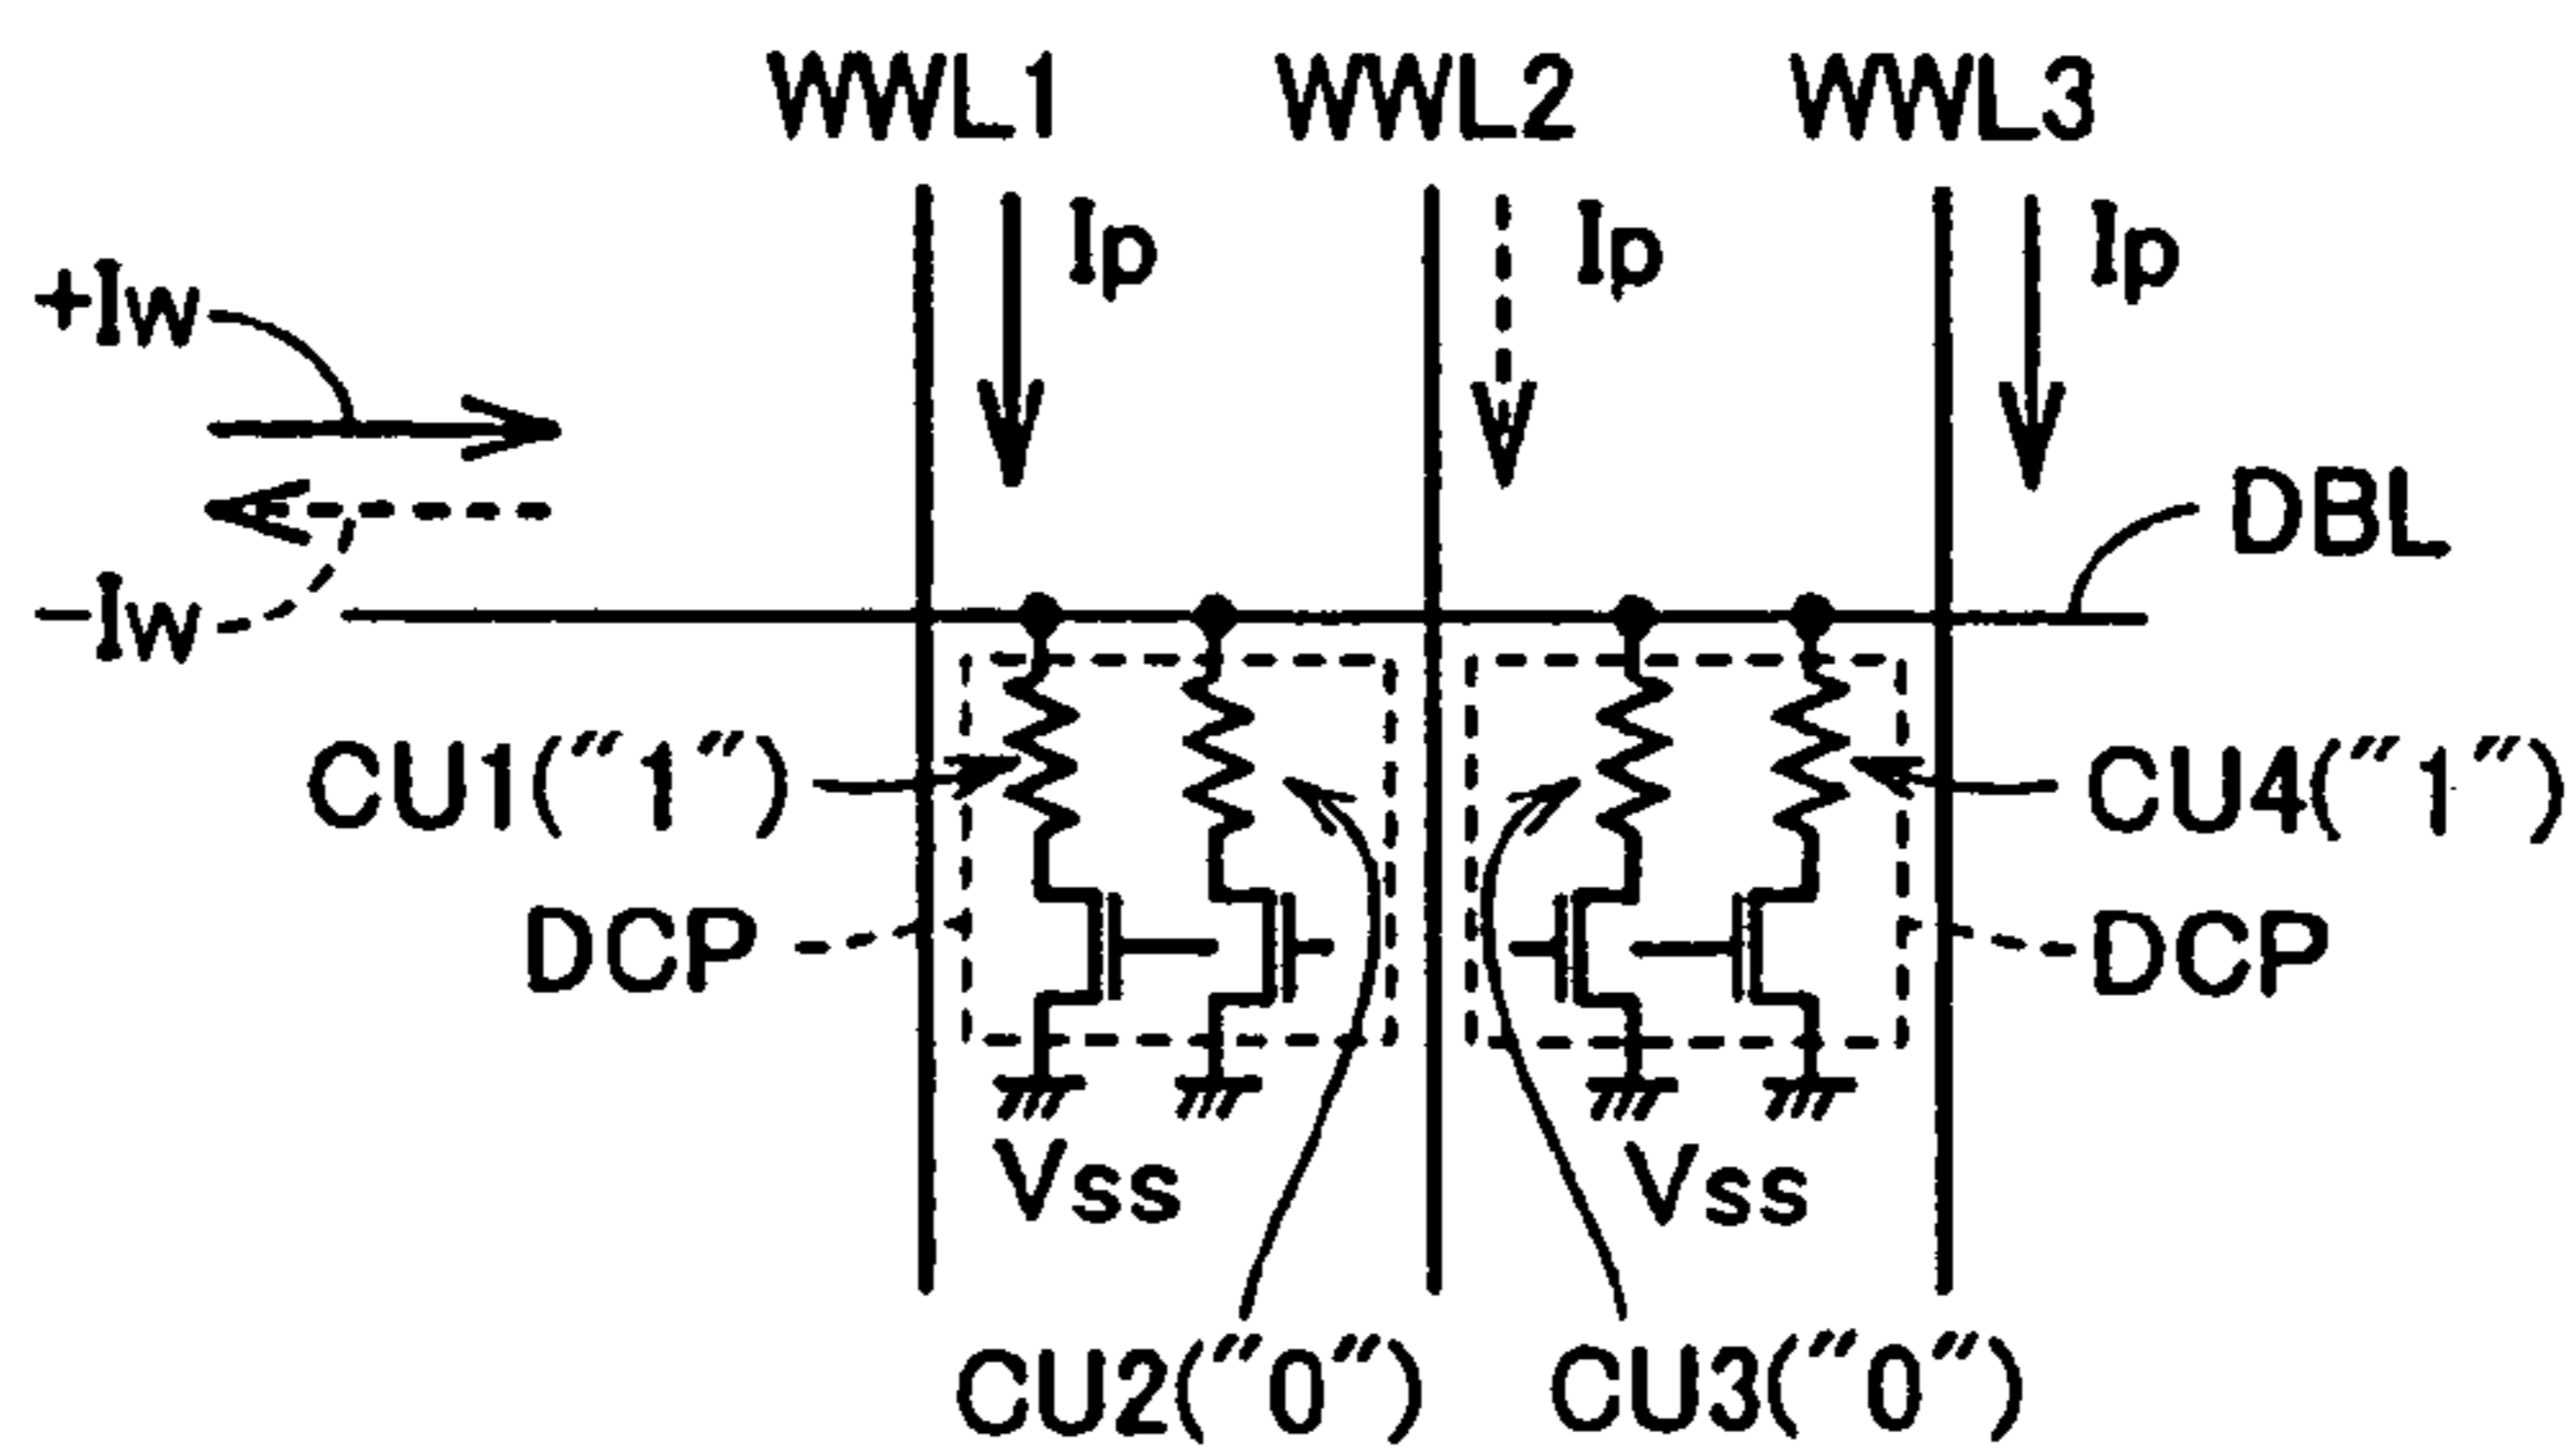 WWL1 WWL2 WWL3
Ip Ip Ip
+Iw
DBL
-Iw
CU1("1") CU4("1")
DCP DCP
Vss Vss
CU2("0") CU3("0")